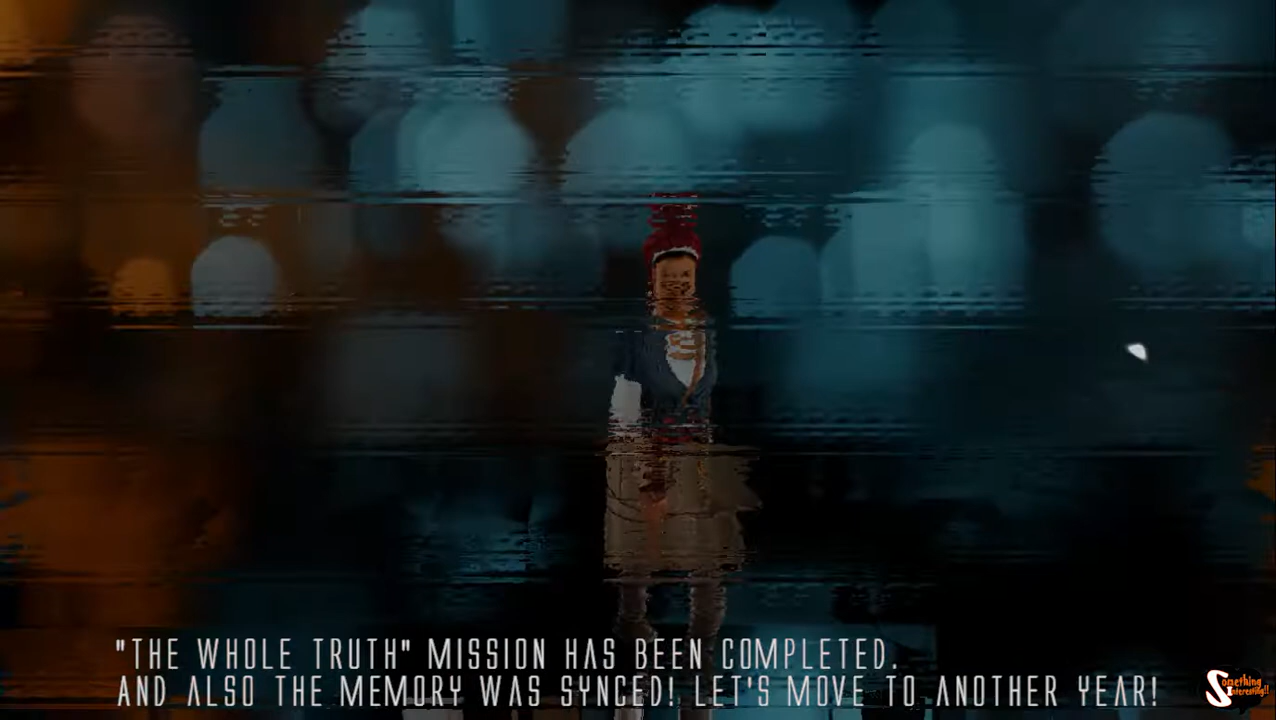 "THE WHOLE TRUTH" MISSION HAS BEEN COMPLETED.
AND ALSO THE MEMORY WAS SYNCED! LET'S MOVE TO ANOTHER YEAR!
Something
Interesting!!